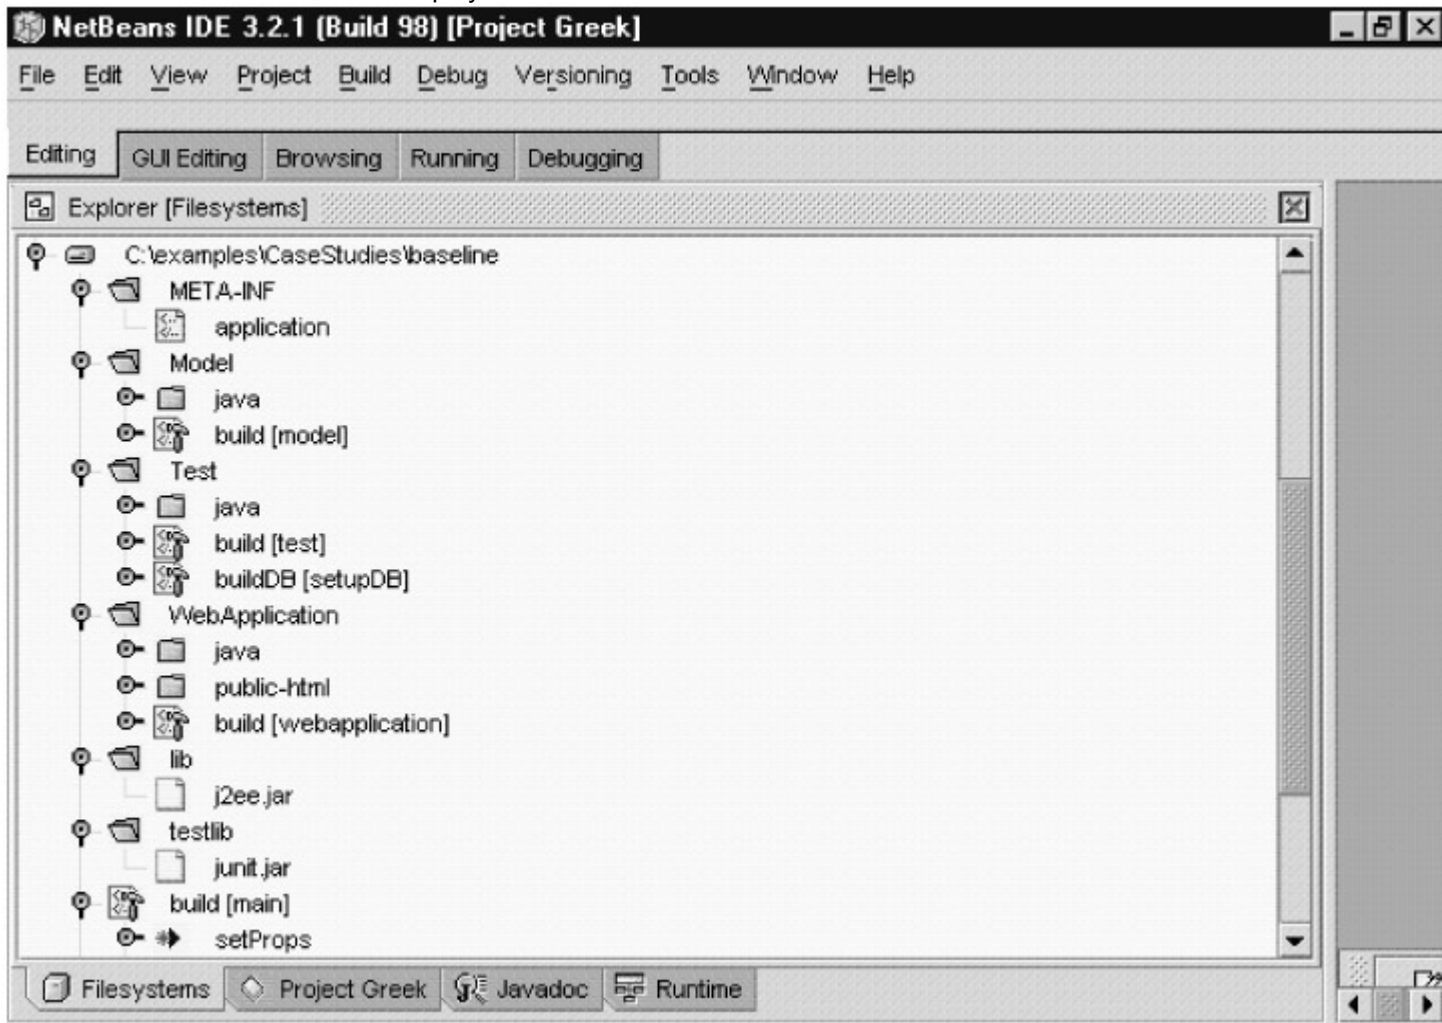 NetBeans IDE 3.2.1 (Build 98) [Project Greek]
File Edit View Project Build Debug Versioning Tools Window Help
Editing GUI Editing Browsing Running Debugging
Explorer [Filesystems]
C:\examples\CaseStudies\baseline
META-INF
application
Model
java
build [model]
Test
java
build [test]
buildDB [setupDB]
WebApplication
java
public-html
build [webapplication]
lib
j2ee.jar
testlib
junit.jar
build [main]
setProps
Filesystems Project Greek Javadoc Runtime